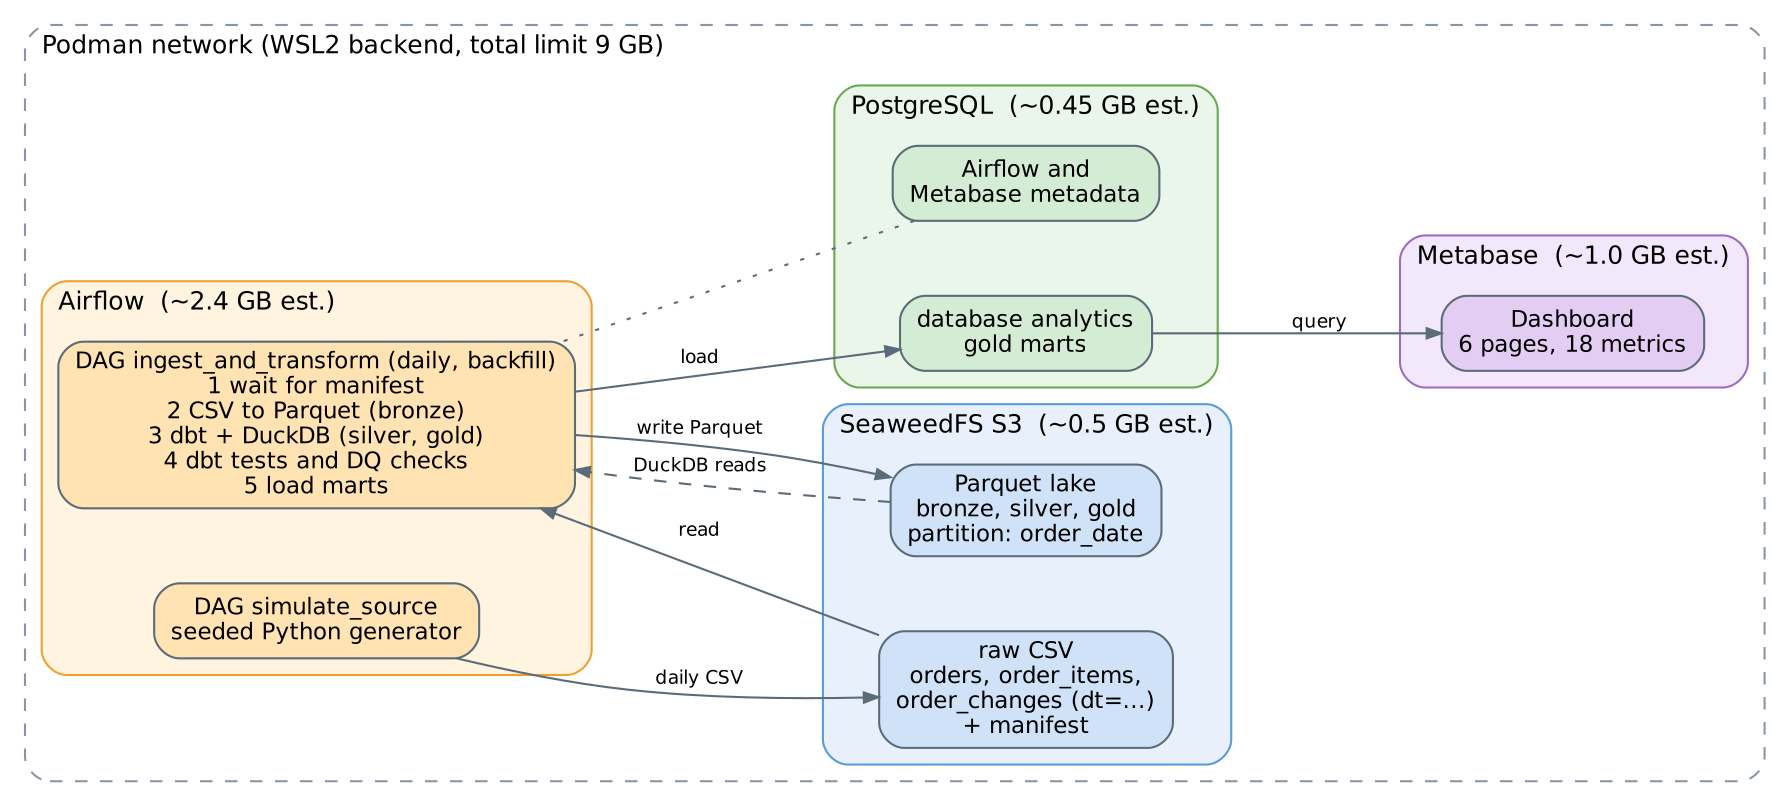 Podman network (WSL2 backend, total limit 9 GB)
PostgreSQL  (~0.45 GB est.)
Airflow and
Metabase metadata
database analytics
gold marts
Metabase  (~1.0 GB est.)
Dashboard
6 pages, 18 metrics
query
Airflow  (~2.4 GB est.)
DAG ingest_and_transform (daily, backfill)
1 wait for manifest
2 CSV to Parquet (bronze)
3 dbt + DuckDB (silver, gold)
4 dbt tests and DQ checks
5 load marts
load
write Parquet
DuckDB reads
read
DAG simulate_source
seeded Python generator
daily CSV
SeaweedFS S3  (~0.5 GB est.)
Parquet lake
bronze, silver, gold
partition: order_date
raw CSV
orders, order_items,
order_changes (dt=...)
+ manifest